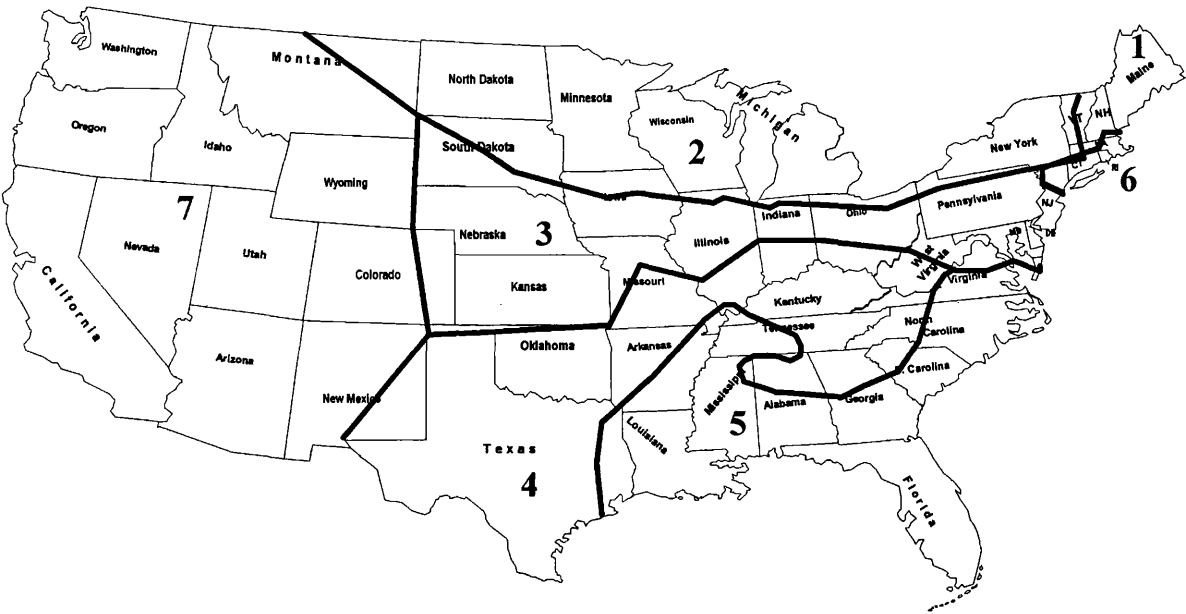 1
Maine
Washington
Montana
North Dakota
Minnesota
Michigan
Wisconsin
2
VT
NH
Oregon
Idaho
South Dakota
New York
Wyoming
CT
RI
6
7
Iowa
Pennsylvania
NJ
Indiana
Ohio
Nebraska
3
Illinois
MD
DE
Nevada
Utah
Colorado
Kansas
Missouri
West
Virginia
Virginia
California
Kentucky
Tennessee
North
Carolina
Arizona
Oklahoma
Arkansas
S. Carolina
New Mexico
Mississippi
Alabama
Georgia
5
Louisiana
Texas
4
Florida